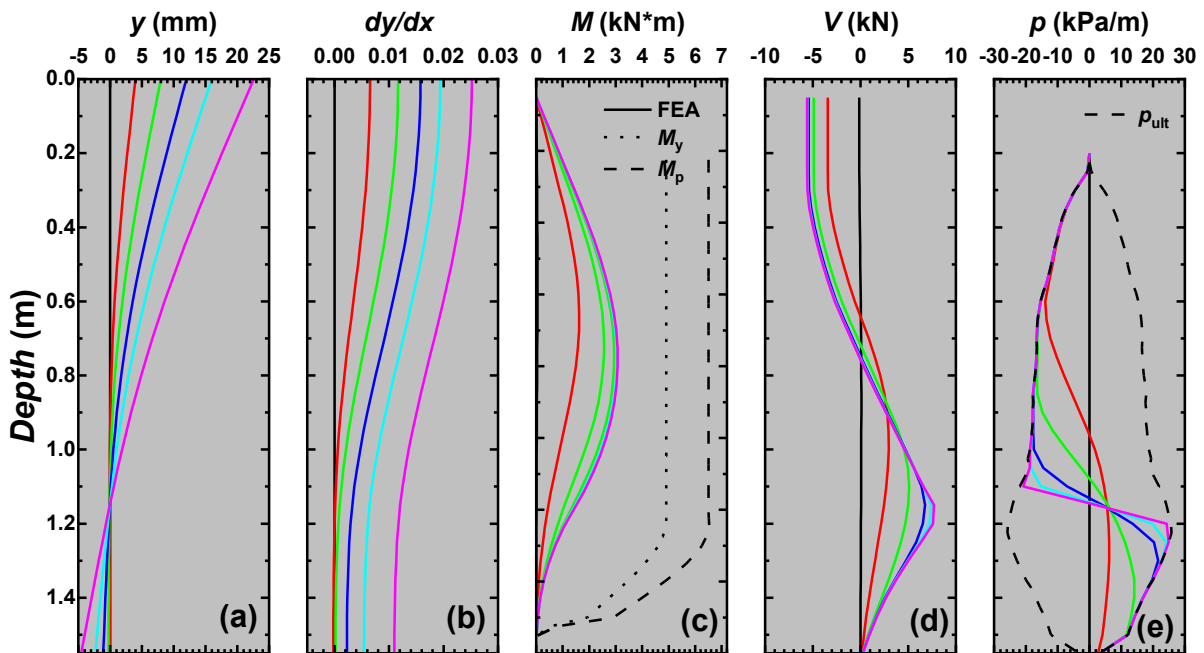 y (mm) dy/dx M (kN*m) V (kN) p (kPa/m)
-5 0 5 10 15 20 25 0.00 0.01 0.02 0.03 0 1 2 3 4 5 6 7 -10 -5 0 5 10 -30 -20 -10 0 10 20 30
0.0
FEA
p_ult
M_y
0.2
M_p
0.4
0.6
0.8
Depth (m)
1.0
1.2
1.4
(a) (b) (c) (d) (e)